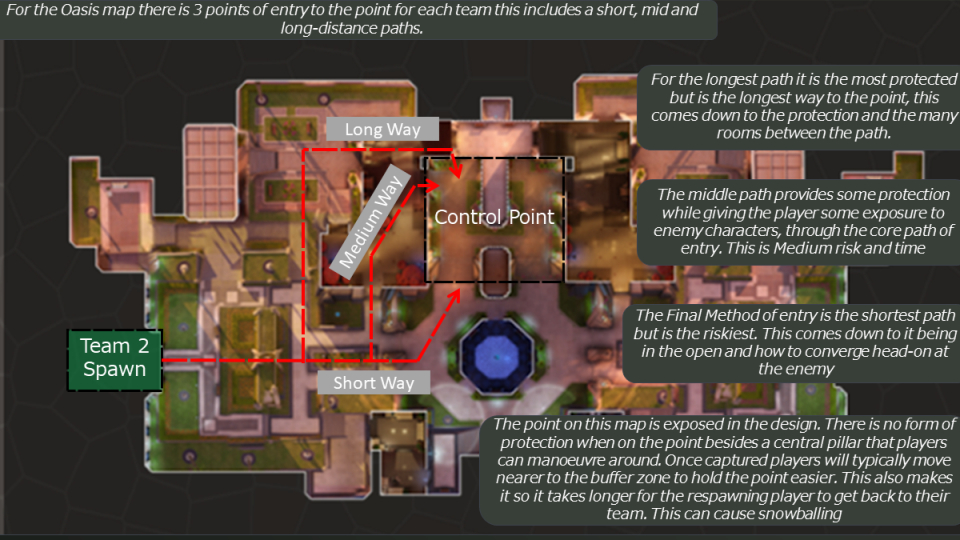 For the Oasis map there is 3 points of entry to the point for each team this includes a short, mid and
long-distance paths.
For the longest path it is the most protected
but is the longest way to the point, this
comes down to the protection and the many
rooms between the path.
Long Way
Medium Way
Control Point
The middle path provides some protection
while giving the player some exposure to
enemy characters, through the core path of
entry. This is Medium risk and time
The Final Method of entry is the shortest path
but is the riskiest. This comes down to it being
in the open and how to converge head-on at
the enemy
Team 2
Spawn
Short Way
The point on this map is exposed in the design. There is no form of
protection when on the point besides a central pillar that players
can manoeuvre around. Once captured players will typically move
nearer to the buffer zone to hold the point easier. This also makes
it so it takes longer for the respawning player to get back to their
team. This can cause snowballing